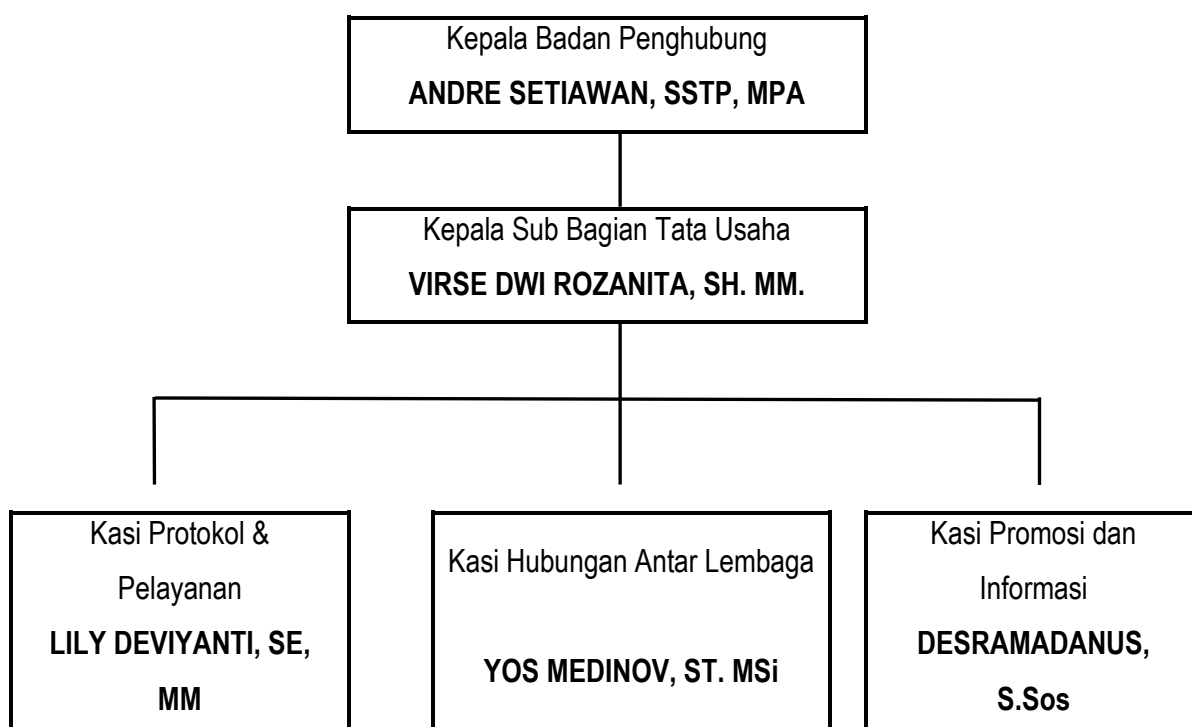 Kepala Badan Penghubung
ANDRE SETIAWAN, SSTP, MPA
Kepala Sub Bagian Tata Usaha
VIRSE DWI ROZANITA, SH. MM.
Kasi Protokol &
Pelayanan
LILY DEVIYANTI, SE,
MM
Kasi Hubungan Antar Lembaga
YOS MEDINOV, ST. MSi
Kasi Promosi dan
Informasi
DESRAMADANUS,
S.Sos